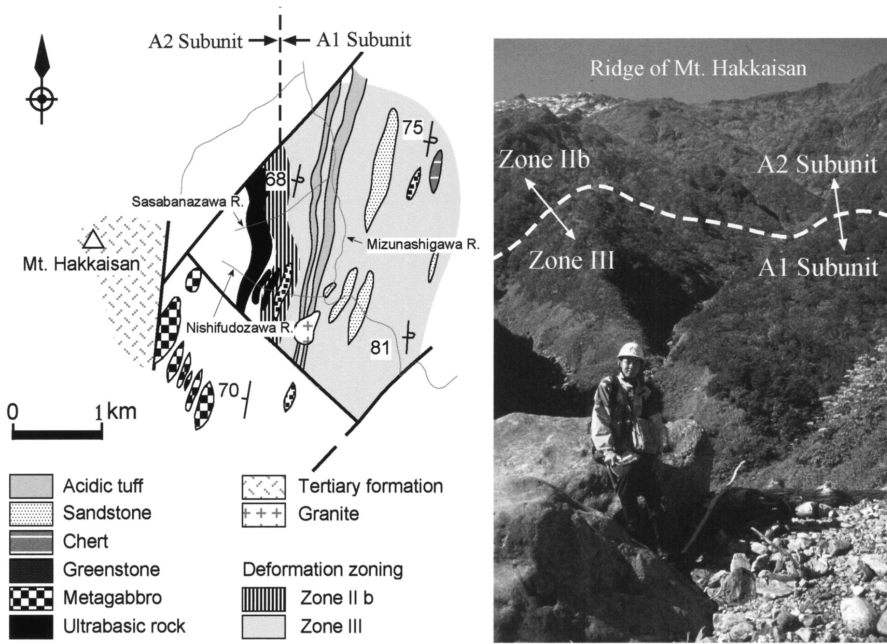 A2 Subunit
A1 Subunit
75
68
Sasabanazawa R.
Mizunashigawa R.
Mt. Hakkaisan
Nishifudozawa R.
81
70
0
1 km
Acidic tuff
Sandstone
Chert
Greenstone
Metagabbro
Ultrabasic rock
Tertiary formation
Granite
Deformation zoning
Zone II b
Zone III
Ridge of Mt. Hakkaisan
Zone IIb
A2 Subunit
Zone III
A1 Subunit